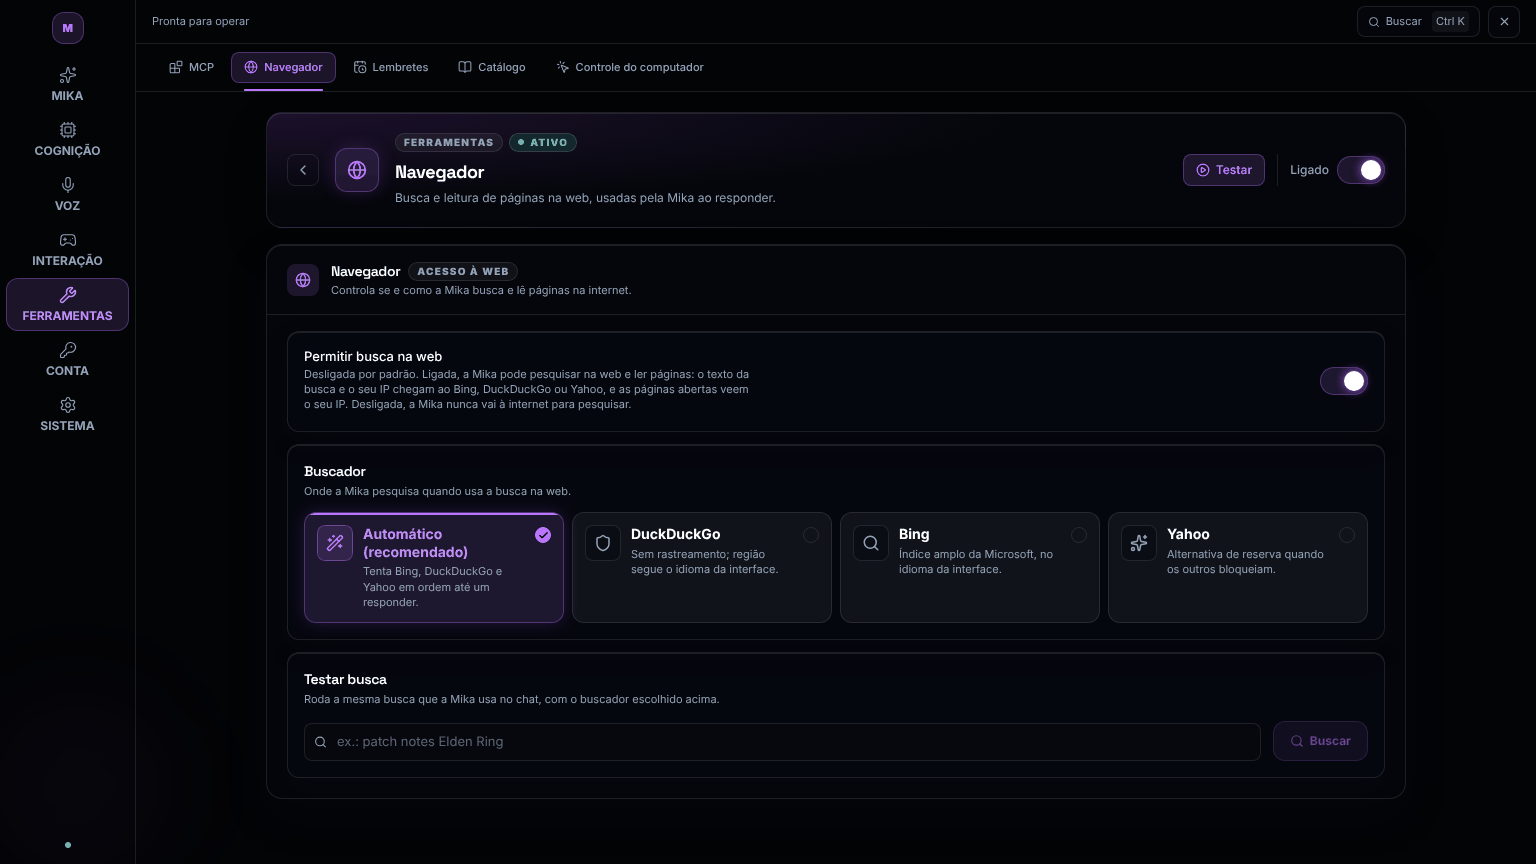 M
MIKA
COGNIÇÃO
VOZ
INTERAÇÃO
FERRAMENTAS
CONTA
SISTEMA
Pronta para operar
Buscar Ctrl K
MCP
Navegador
Lembretes
Catálogo
Controle do computador
FERRAMENTAS
ATIVO
Navegador
Busca e leitura de páginas na web, usadas pela Mika ao responder.
Testar
Ligado
Navegador
ACESSO À WEB
Controla se e como a Mika busca e lê páginas na internet.
Permitir busca na web
Desligada por padrão. Ligada, a Mika pode pesquisar na web e ler páginas: o texto da
busca e o seu IP chegam ao Bing, DuckDuckGo ou Yahoo, e as páginas abertas veem
o seu IP. Desligada, a Mika nunca vai à internet para pesquisar.
Buscador
Onde a Mika pesquisa quando usa a busca na web.
Automático
(recomendado)
Tenta Bing, DuckDuckGo e
Yahoo em ordem até um
responder.
DuckDuckGo
Sem rastreamento; região
segue o idioma da interface.
Bing
Índice amplo da Microsoft, no
idioma da interface.
Yahoo
Alternativa de reserva quando
os outros bloqueiam.
Testar busca
Roda a mesma busca que a Mika usa no chat, com o buscador escolhido acima.
ex.: patch notes Elden Ring
Buscar